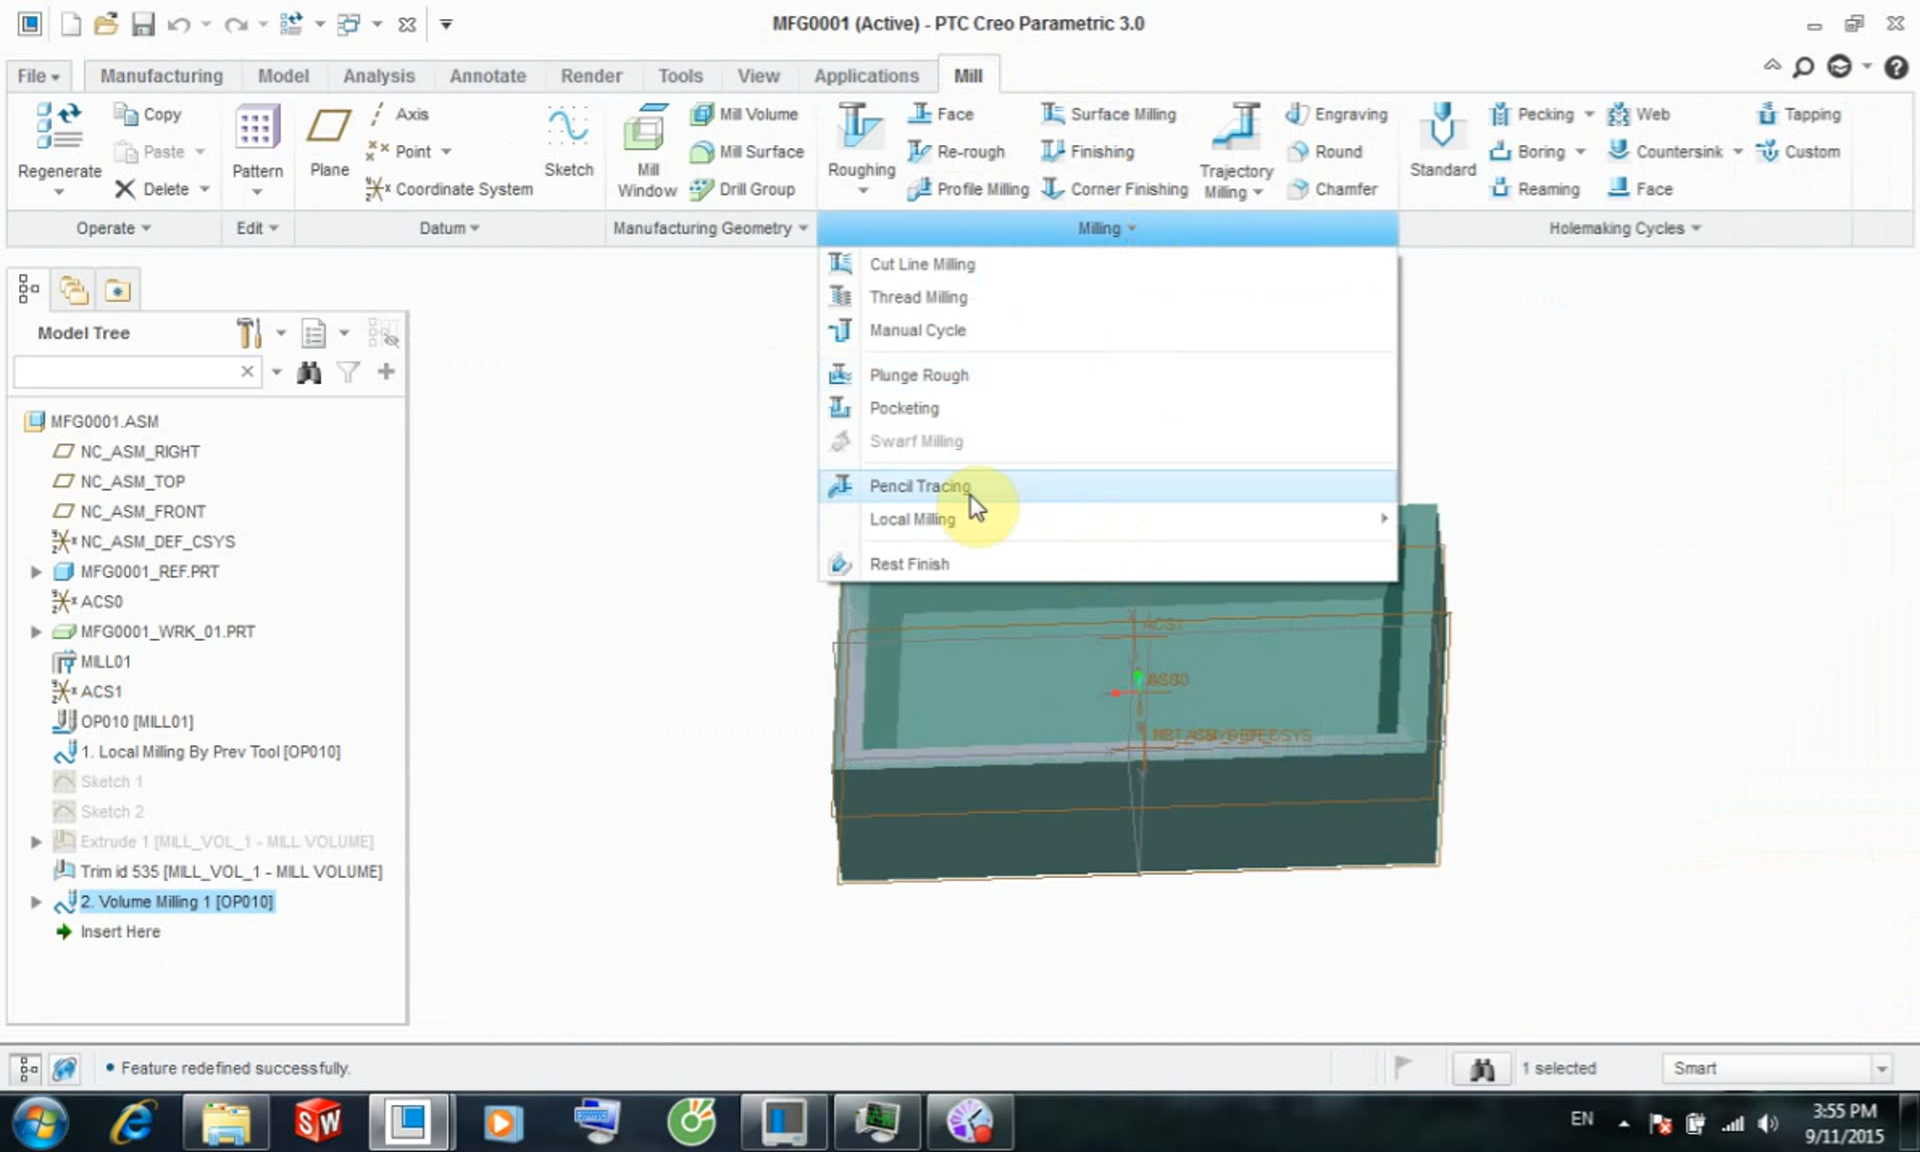 MFG0001 (Active) - PTC Creo Parametric 3.0
File
Manufacturing
Model
Analysis
Annotate
Render
Tools
View
Applications
Mill
Regenerate
Copy
Paste
Delete
Pattern
Plane
Axis
Point
Coordinate System
Sketch
Mill Window
Mill Volume
Mill Surface
Drill Group
Roughing
Face
Re-rough
Profile Milling
Surface Milling
Finishing
Corner Finishing
Trajectory Milling
Engraving
Round
Chamfer
Standard
Pecking
Boring
Reaming
Web
Countersink
Face
Tapping
Custom
Operate
Edit
Datum
Manufacturing Geometry
Milling
Holemaking Cycles
Cut Line Milling
Thread Milling
Manual Cycle
Plunge Rough
Pocketing
Swarf Milling
Pencil Tracing
Local Milling
Rest Finish
Model Tree
MFG0001.ASM
NC_ASM_RIGHT
NC_ASM_TOP
NC_ASM_FRONT
NC_ASM_DEF_CSYS
MFG0001_REF.PRT
ACS0
MFG0001_WRK_01.PRT
MILL01
ACS1
OP010 [MILL01]
1. Local Milling By Prev Tool [OP010]
Sketch 1
Sketch 2
Extrude 1 [MILL_VOL_1 - MILL VOLUME]
Trim id 535 [MILL_VOL_1 - MILL VOLUME]
2. Volume Milling 1 [OP010]
Insert Here
ACS1
Feature redefined successfully.
1 selected
Smart
SW
EN
3:55 PM
9/11/2015